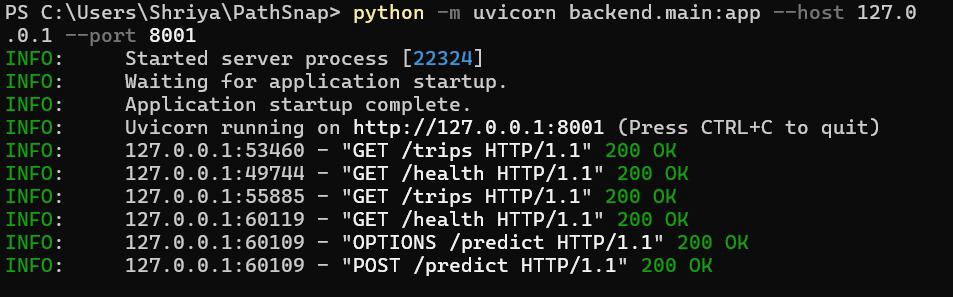 PS C:\Users\Shriya\PathSnap> python -m uvicorn backend.main:app --host 127.0
.0.1 --port 8001
INFO:     Started server process [22324]
INFO:     Waiting for application startup.
INFO:     Application startup complete.
INFO:     Uvicorn running on http://127.0.0.1:8001 (Press CTRL+C to quit)
INFO:     127.0.0.1:53460 - "GET /trips HTTP/1.1" 200 OK
INFO:     127.0.0.1:49744 - "GET /health HTTP/1.1" 200 OK
INFO:     127.0.0.1:55885 - "GET /trips HTTP/1.1" 200 OK
INFO:     127.0.0.1:60119 - "GET /health HTTP/1.1" 200 OK
INFO:     127.0.0.1:60109 - "OPTIONS /predict HTTP/1.1" 200 OK
INFO:     127.0.0.1:60109 - "POST /predict HTTP/1.1" 200 OK